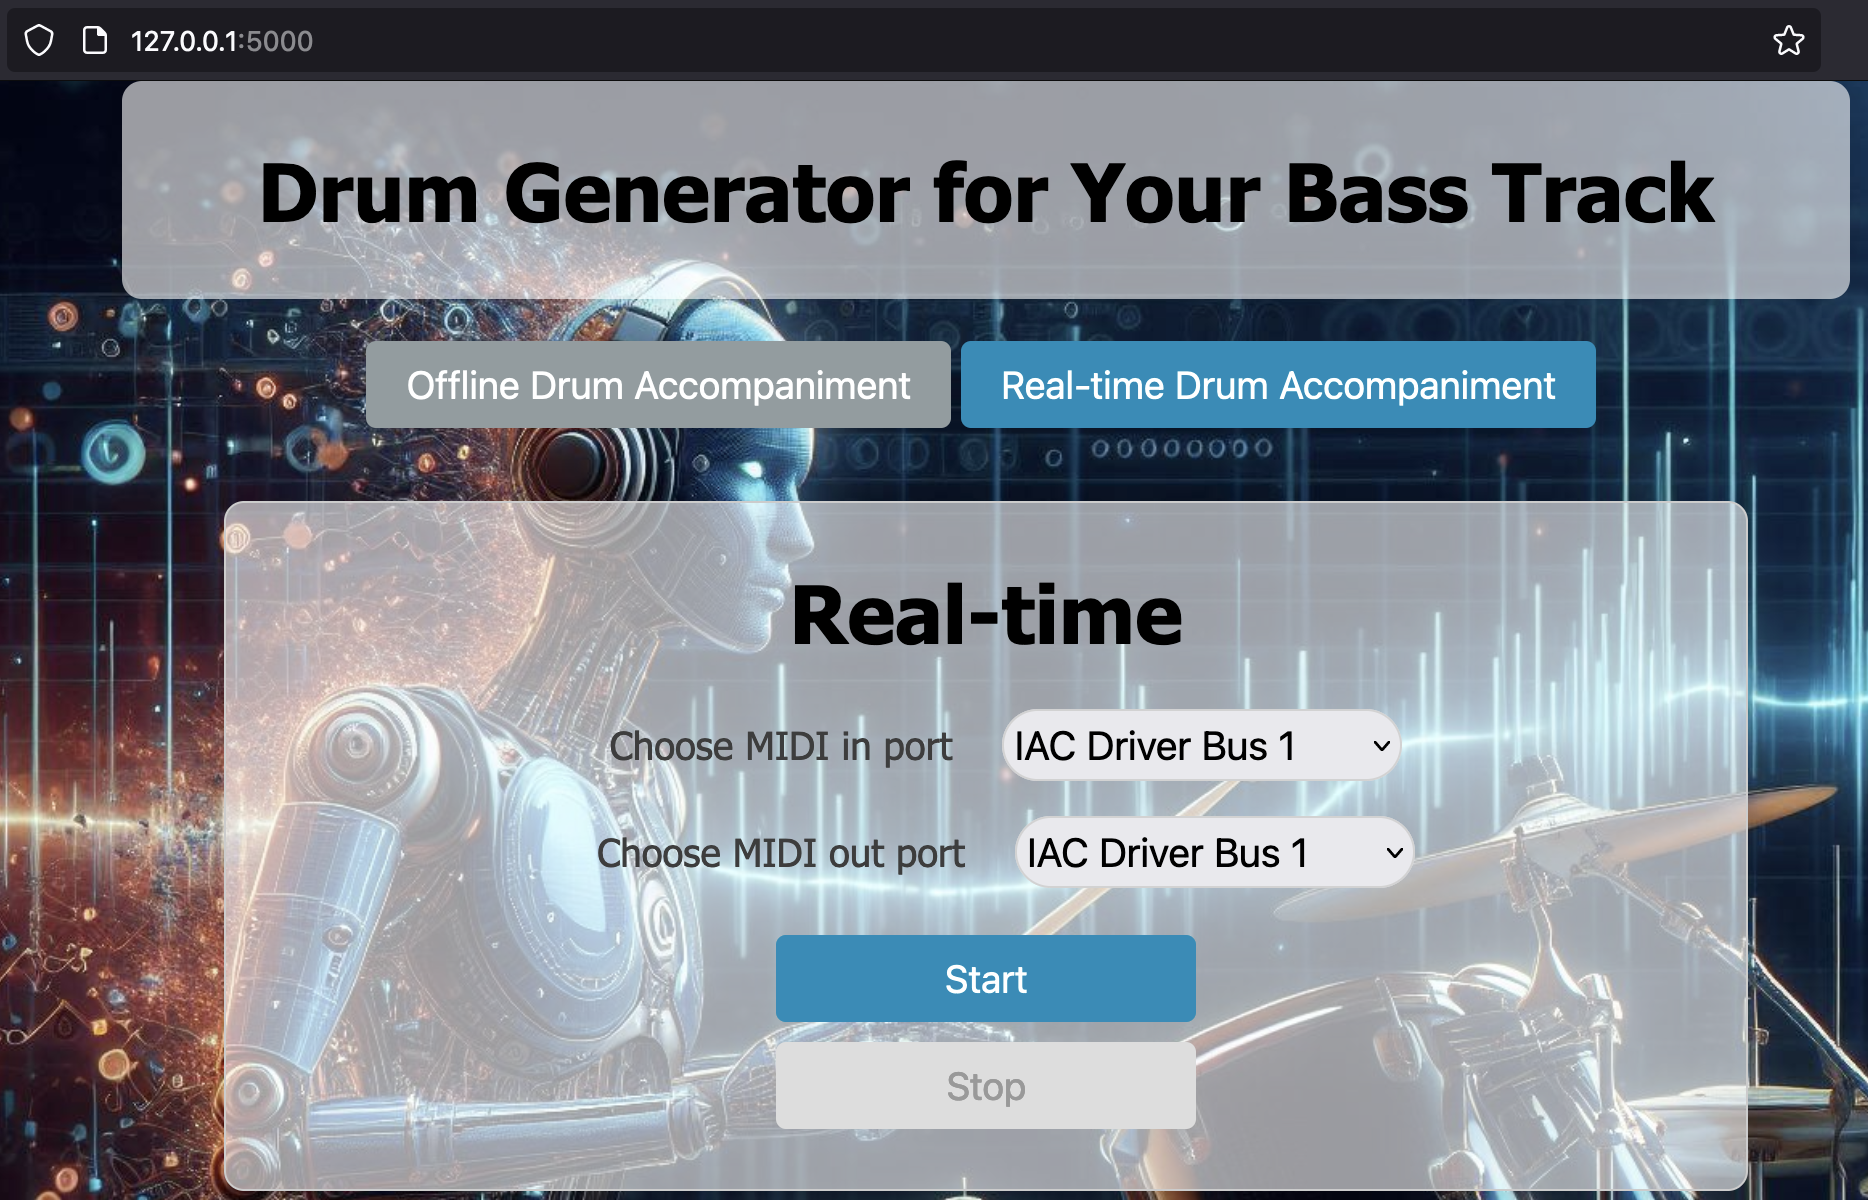 127.0.0.1:5000
Drum Generator for Your Bass Track
Offline Drum Accompaniment Real-time Drum Accompaniment
Real-time
Choose MIDI in port IAC Driver Bus 1
Choose MIDI out port IAC Driver Bus 1
Start
Stop